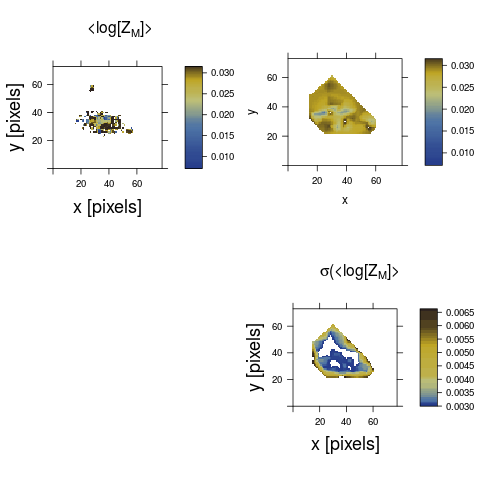 <log[Z_M]>
60
40
20
20 40 60
x [pixels]
y [pixels]
0.030
0.025
0.020
0.015
0.010
60
40
20
20 40 60
x
y
0.030
0.025
0.020
0.015
0.010
σ(<log[Z_M]>
60
40
20
20 40 60
x [pixels]
y [pixels]
0.0065
0.0060
0.0055
0.0050
0.0045
0.0040
0.0035
0.0030